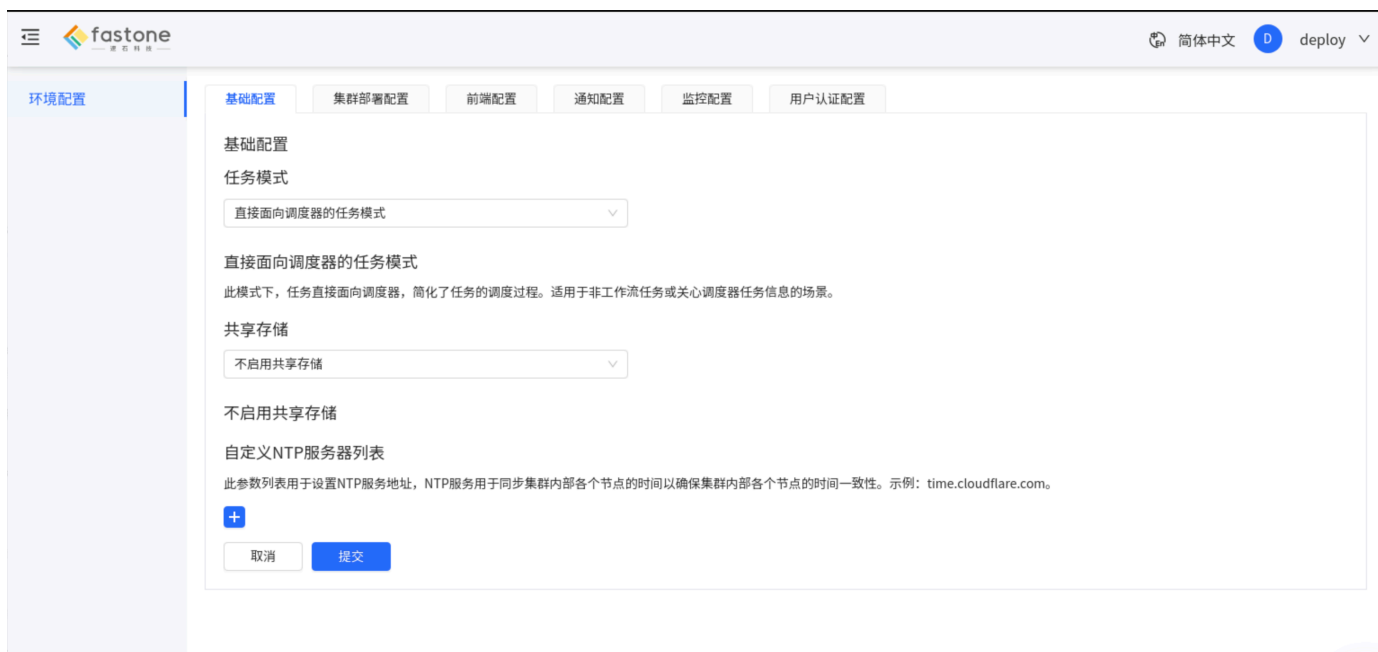 fastone
速石科技
简体中文
D
deploy
环境配置
基础配置
集群部署配置
前端配置
通知配置
监控配置
用户认证配置
基础配置
任务模式
直接面向调度器的任务模式
直接面向调度器的任务模式
此模式下，任务直接面向调度器，简化了任务的调度过程。适用于非工作流任务或关心调度器任务信息的场景。
共享存储
不启用共享存储
不启用共享存储
自定义NTP服务器列表
此参数列表用于设置NTP服务地址，NTP服务用于同步集群内部各个节点的时间以确保集群内部各个节点的时间一致性。示例：time.cloudflare.com。
取消
提交